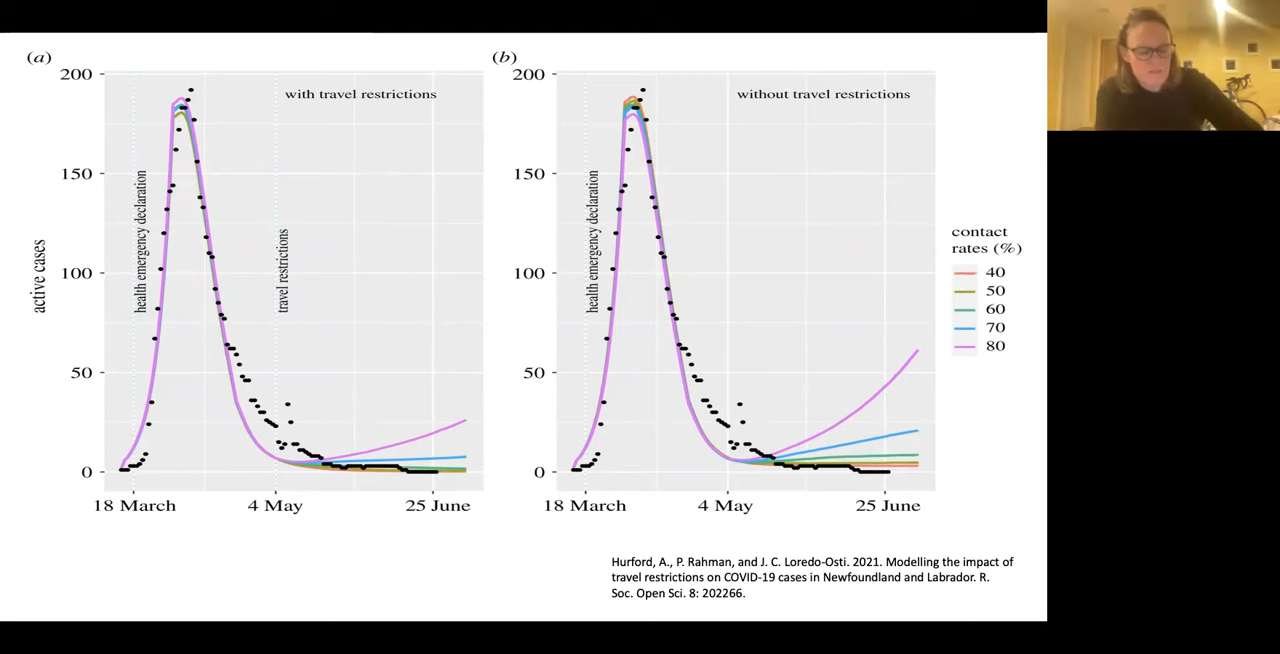 (a)
(b)
200
150
100
50
0
active cases
with travel restrictions
health emergency declaration
travel restrictions
18 March
4 May
25 June
200
150
100
50
0
without travel restrictions
health emergency declaration
18 March
4 May
25 June
contact
rates (%)
40
50
60
70
80
Hurford, A., P. Rahman, and J. C. Loredo-Osti. 2021. Modelling the impact of
travel restrictions on COVID-19 cases in Newfoundland and Labrador. R.
Soc. Open Sci. 8: 202266.